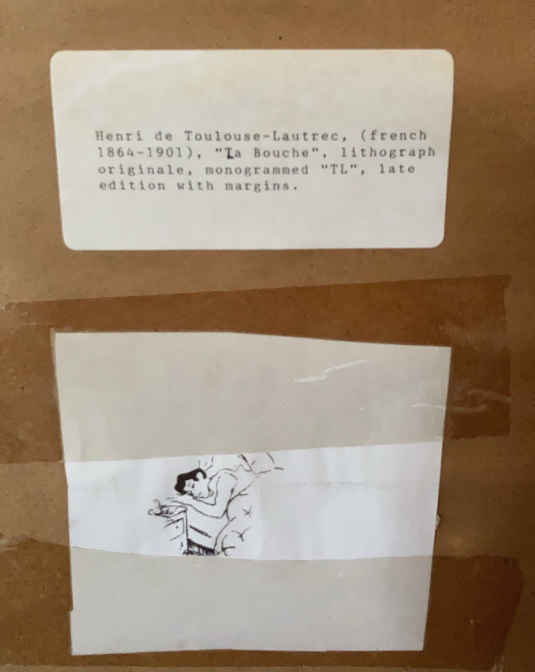 Henri de Toulouse-Lautrec, (french
1864-1901), "La Bouche", lithograph
originale, monogrammed "TL", late
edition with margins.